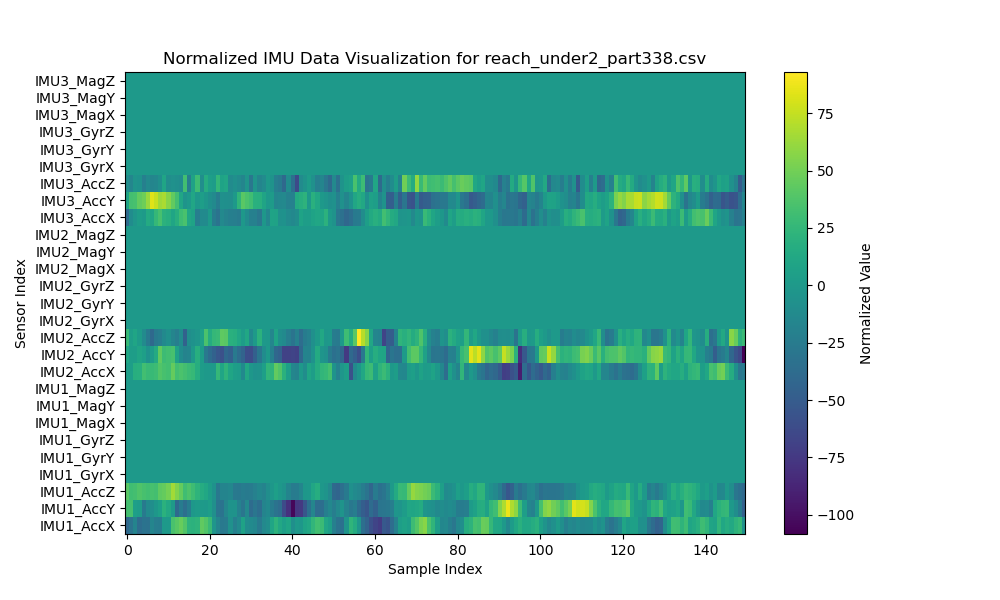 Normalized IMU Data Visualization for reach_under2_part338.csv
IMU3_MagZ
IMU3_MagY
IMU3_MagX
IMU3_GyrZ
IMU3_GyrY
IMU3_GyrX
IMU3_AccZ
IMU3_AccY
IMU3_AccX
IMU2_MagZ
IMU2_MagY
IMU2_MagX
IMU2_GyrZ
IMU2_GyrY
IMU2_GyrX
IMU2_AccZ
IMU2_AccY
IMU2_AccX
IMU1_MagZ
IMU1_MagY
IMU1_MagX
IMU1_GyrZ
IMU1_GyrY
IMU1_GyrX
IMU1_AccZ
IMU1_AccY
IMU1_AccX
Sensor Index
0 20 40 60 80 100 120 140
Sample Index
75
50
25
0
−25
−50
−75
−100
Normalized Value